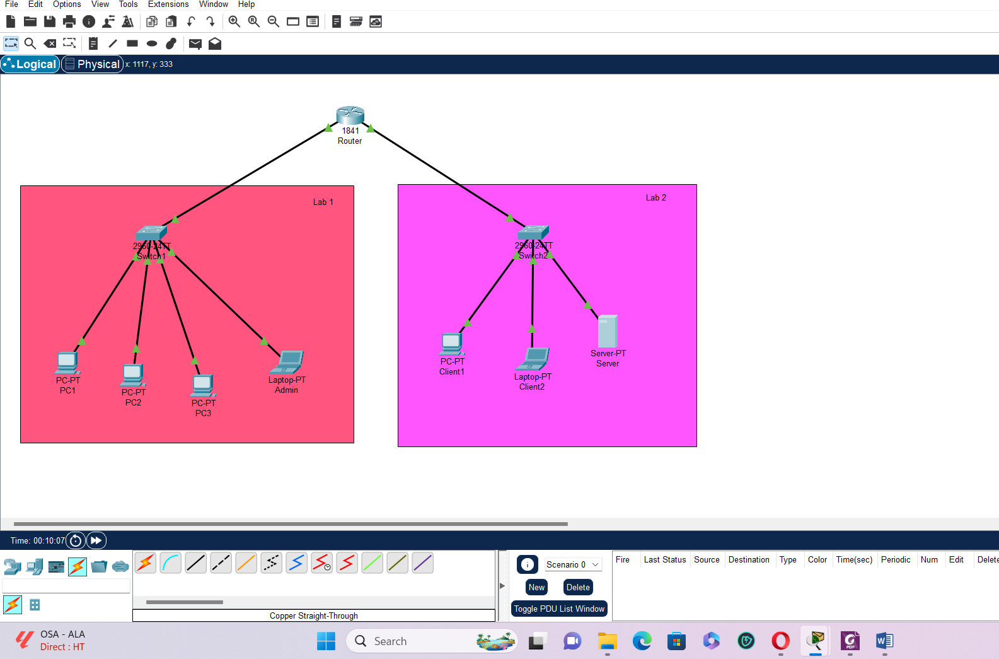 File Edit Options View Tools Extensions Window Help
Logical Physical x: 1117, y: 333
1841
Router
Lab 1
Lab 2
2960-24TT
Switch1
2960-24TT
Switch2
PC-PT
PC1
PC-PT
PC2
PC-PT
PC3
Laptop-PT
Admin
PC-PT
Client1
Laptop-PT
Client2
Server-PT
Server
Time: 00:10:07
Scenario 0
New
Delete
Toggle PDU List Window
Fire Last Status Source Destination Type Color Time(sec) Periodic Num Edit Delete
Copper Straight-Through
OSA - ALA
Direct : HT
Search